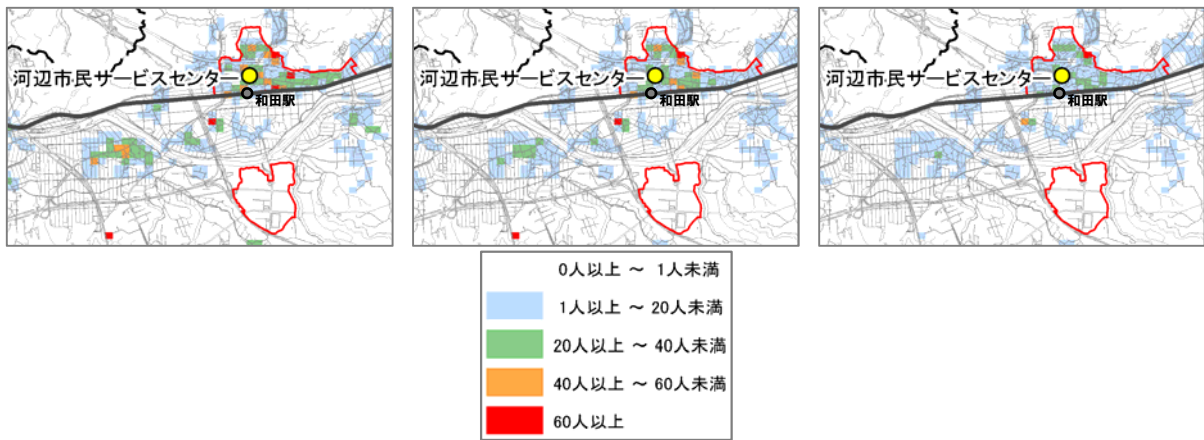 河辺市民サービスセンター
和田駅
河辺市民サービスセンター
和田駅
河辺市民サービスセンター
和田駅
0人以上 ～ 1人未満
1人以上 ～ 20人未満
20人以上 ～ 40人未満
40人以上 ～ 60人未満
60人以上